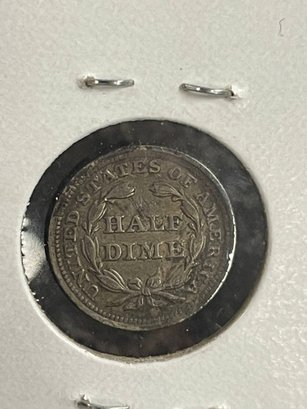 UNITED STATES OF AMERICA
HALF
DIME